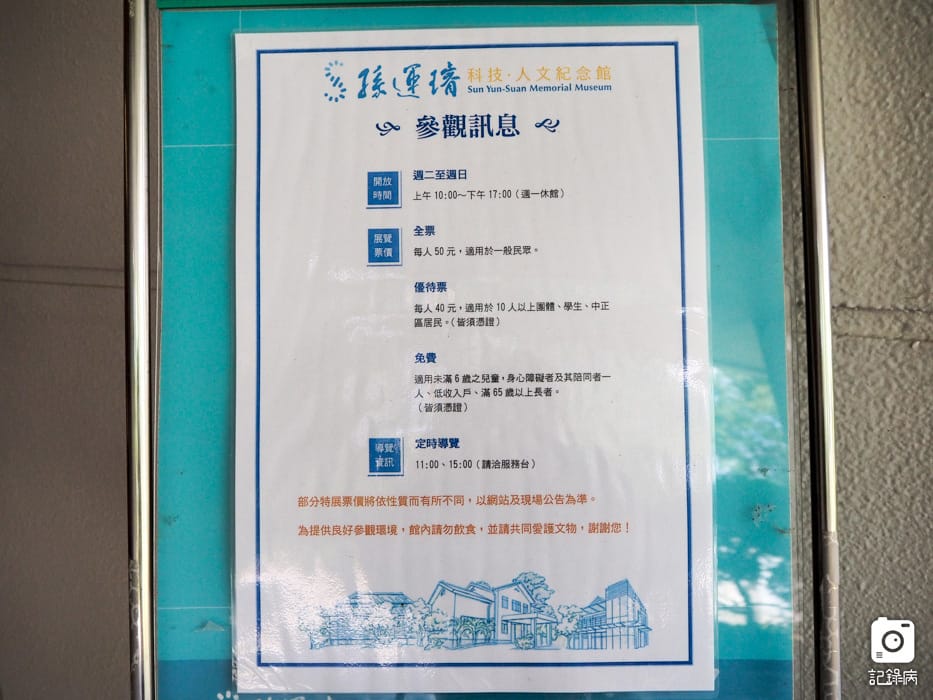 孫運璿 科技·人文紀念館
Sun Yun-Suan Memorial Museum
參觀訊息
開放時間
週二至週日
上午 10:00～下午 17:00（週一休館）
展覽票價
全票
每人 50 元，適用於一般民眾。
優待票
每人 40 元，適用於 10 人以上團體、學生、中正
區居民。（皆須憑證）
免費
適用未滿 6 歲之兒童，身心障礙者及其陪同者一
人、低收入戶、滿 65 歲以上長者。
（皆須憑證）
導覽資訊
定時導覽
11:00、15:00（請洽服務台）
部分特展票價將依性質而有所不同，以網站及現場公告為準。
為提供良好參觀環境，館內請勿飲食，並請共同愛護文物，謝謝您！
記錄病